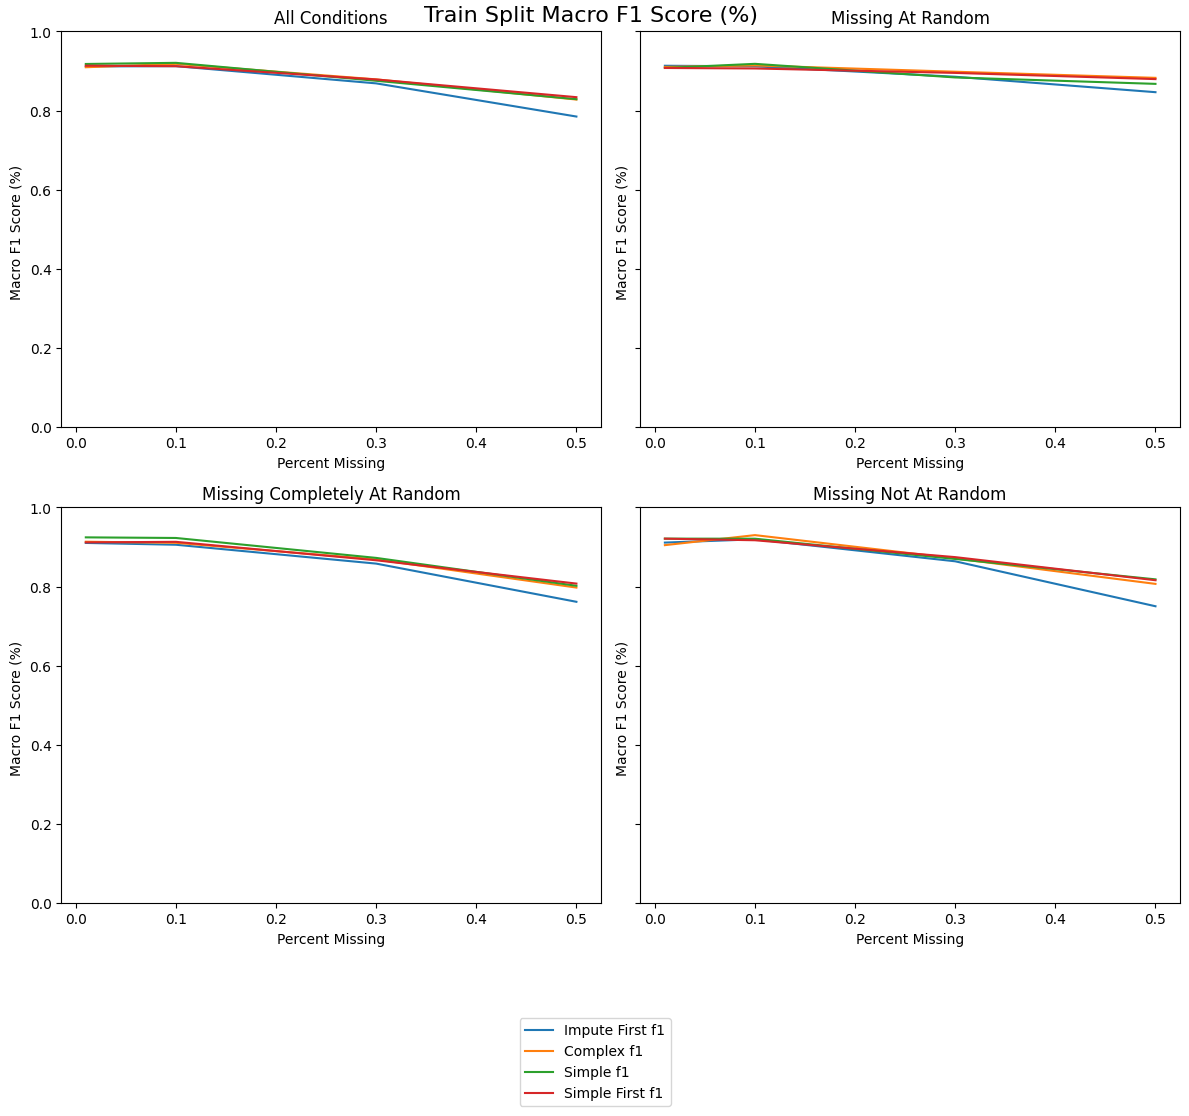 Train Split Macro F1 Score (%)
All Conditions
Macro F1 Score (%)
1.0
0.8
0.6
0.4
0.2
0.0
0.0 0.1 0.2 0.3 0.4 0.5
Percent Missing
Missing At Random
Macro F1 Score (%)
0.0 0.1 0.2 0.3 0.4 0.5
Percent Missing
Missing Completely At Random
Macro F1 Score (%)
1.0
0.8
0.6
0.4
0.2
0.0
0.0 0.1 0.2 0.3 0.4 0.5
Percent Missing
Missing Not At Random
Macro F1 Score (%)
0.0 0.1 0.2 0.3 0.4 0.5
Percent Missing
Impute First f1
Complex f1
Simple f1
Simple First f1